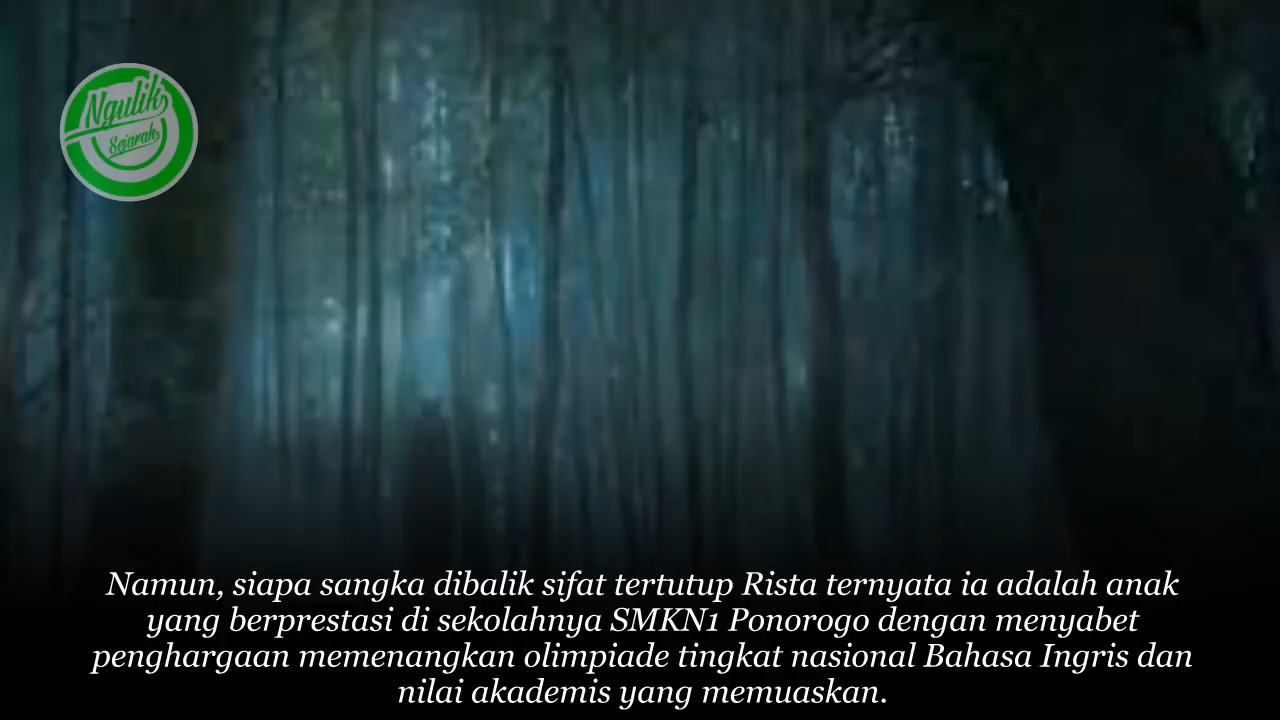 Ngulik
Sejarah
Namun, siapa sangka dibalik sifat tertutup Rista ternyata ia adalah anak
yang berprestasi di sekolahnya SMKN1 Ponorogo dengan menyabet
penghargaan memenangkan olimpiade tingkat nasional Bahasa Ingris dan
nilai akademis yang memuaskan.